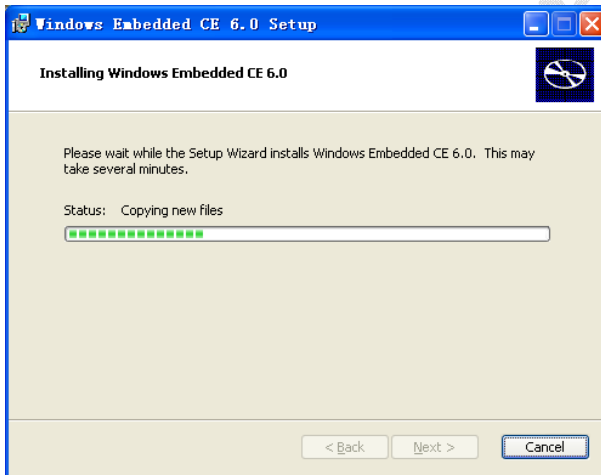 Windows Embedded CE 6.0 Setup
Installing Windows Embedded CE 6.0
Please wait while the Setup Wizard installs Windows Embedded CE 6.0. This may
take several minutes.
Status: Copying new files
< Back Next > Cancel